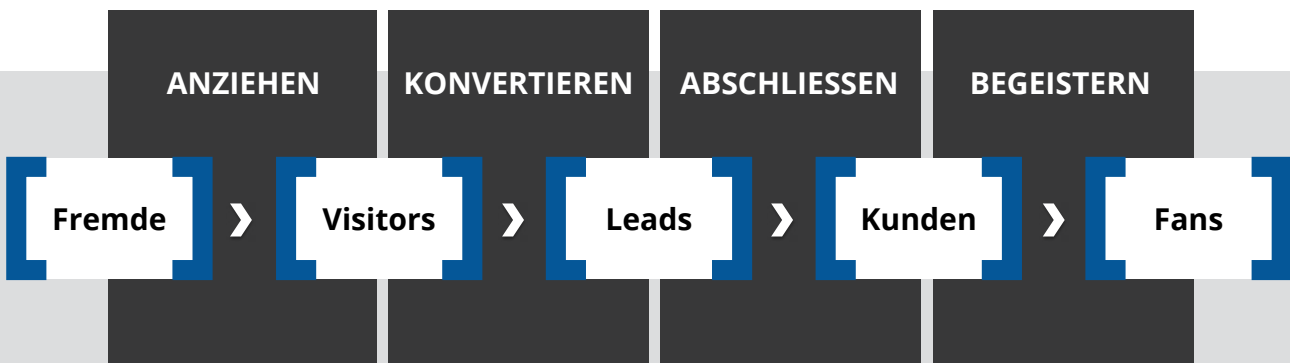 ANZIEHEN KONVERTIEREN ABSCHLIESSEN BEGEISTERN
Fremde Visitors Leads Kunden Fans